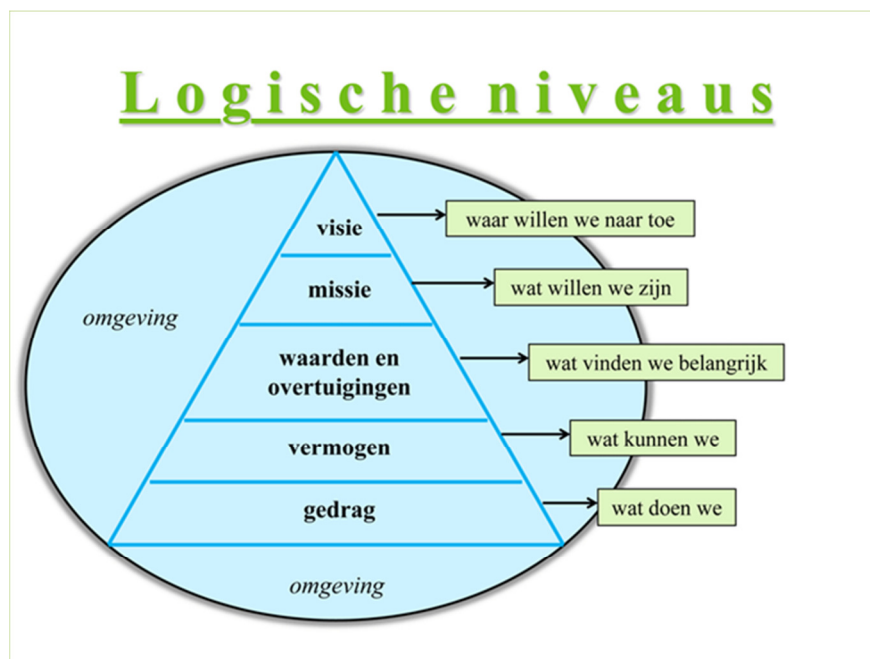 Logische niveaus
visie
waar willen we naar toe
missie
wat willen we zijn
omgeving
waarden en
overtuigingen
wat vinden we belangrijk
vermogen
wat kunnen we
gedrag
wat doen we
omgeving